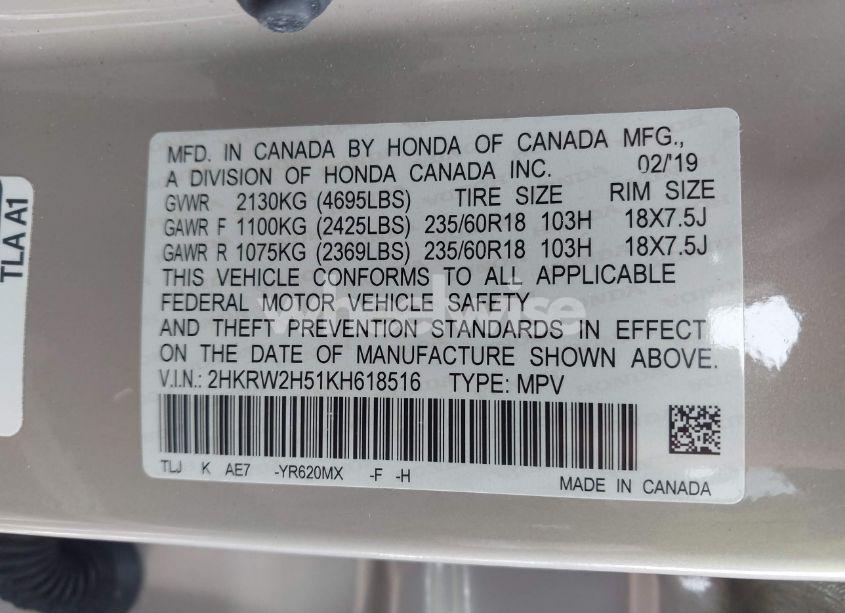 TLA A1
MFD. IN CANADA BY HONDA OF CANADA MFG.,
A DIVISION OF HONDA CANADA INC. 02/'19
GVWR 2130KG (4695LBS) TIRE SIZE RIM SIZE
GAWR F 1100KG (2425LBS) 235/60R18 103H 18X7.5J
GAWR R 1075KG (2369LBS) 235/60R18 103H 18X7.5J
THIS VEHICLE CONFORMS TO ALL APPLICABLE
FEDERAL MOTOR VEHICLE SAFETY
AND THEFT PREVENTION STANDARDS IN EFFECT
ON THE DATE OF MANUFACTURE SHOWN ABOVE.
V.I.N.: 2HKRW2H51KH618516 TYPE: MPV
TLJ K AE7 -YR620MX -F -H
MADE IN CANADA
wheelwise